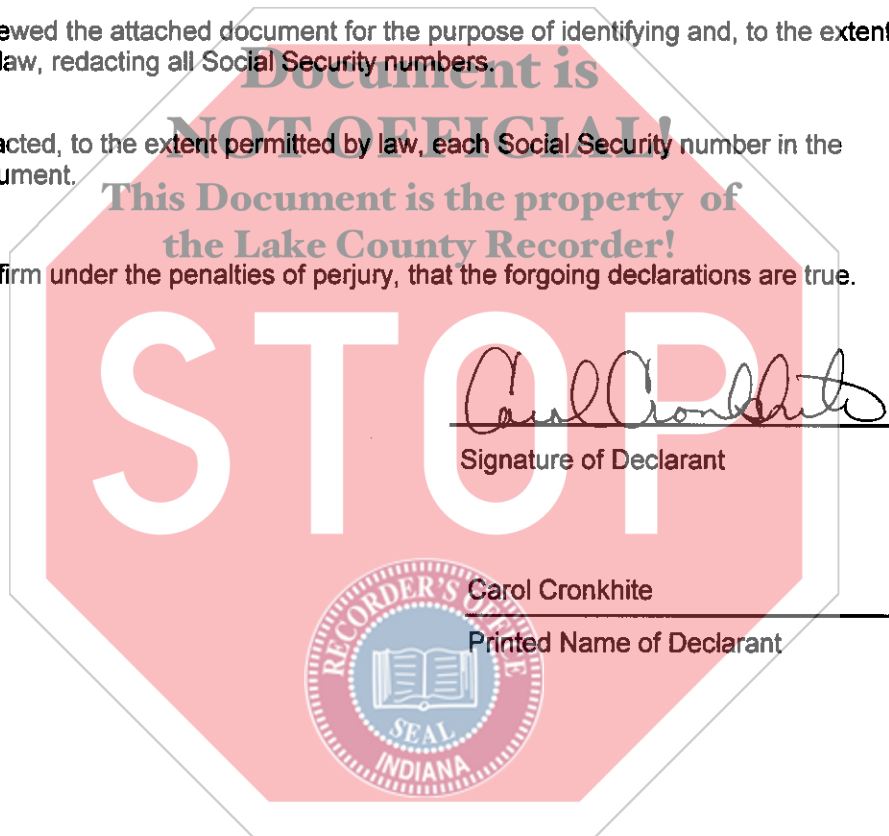 ewed the attached document for the purpose of identifying and, to the extent
law, redacting all Social Security numbers.
Document is
NOT OFFICIAL!
acted, to the extent permitted by law, each Social Security number in the
ument.
This Document is the property of
the Lake County Recorder!
firm under the penalties of perjury, that the forgoing declarations are true.
STOP
Carol Cronkhite
Signature of Declarant
Carol Cronkhite
Printed Name of Declarant
RECORDER'S OFFICE
SEAL
INDIANA